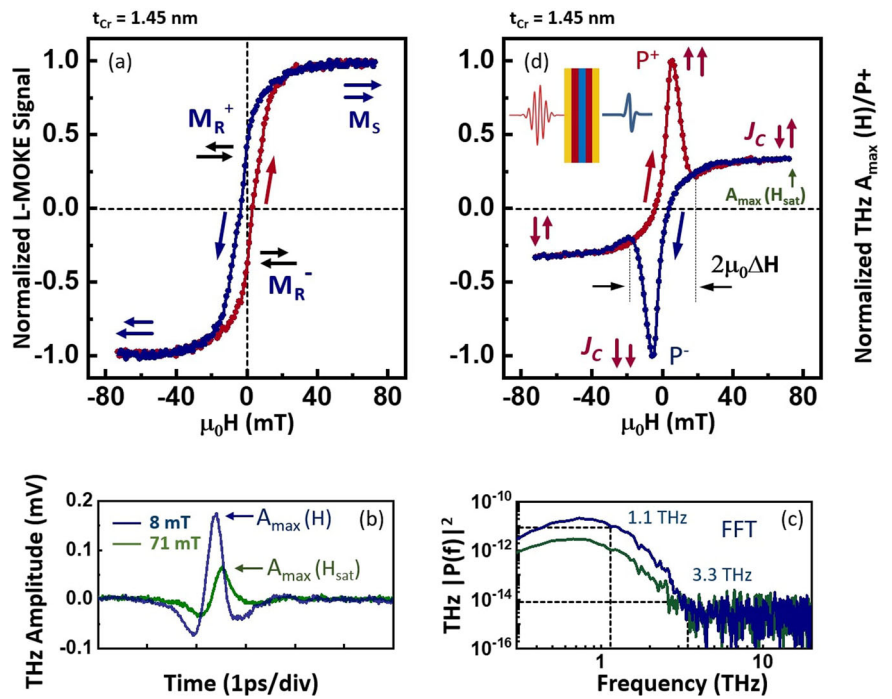 t_Cr = 1.45 nm
(a)
Normalized L-MOKE Signal
1.0
0.5
0.0
-0.5
-1.0
M_R^+
M_S
M_R^-
-80 -40 0 40 80
μ₀H (mT)
t_Cr = 1.45 nm
(d)
P⁺
J_C
A_max (H_sat)
2μ₀ΔH
J_C
P⁻
1.0
0.5
0.0
-0.5
-1.0
-80 -40 0 40 80
μ₀H (mT)
Normalized THz A_max (H)/P+
THz Amplitude (mV)
0.2
0.1
0.0
-0.1
8 mT
71 mT
A_max (H)
(b)
A_max (H_sat)
Time (1ps/div)
THz |P(f)|²
10⁻¹⁰
10⁻¹²
10⁻¹⁴
10⁻¹⁶
1.1 THz
FFT
(c)
3.3 THz
1 10
Frequency (THz)